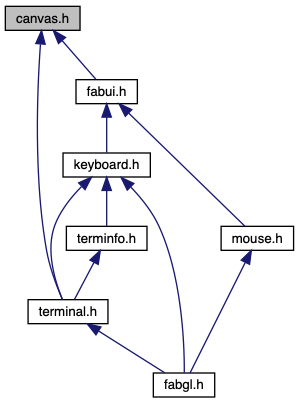 canvas.h
fabui.h
keyboard.h
terminfo.h
mouse.h
terminal.h
fabgl.h